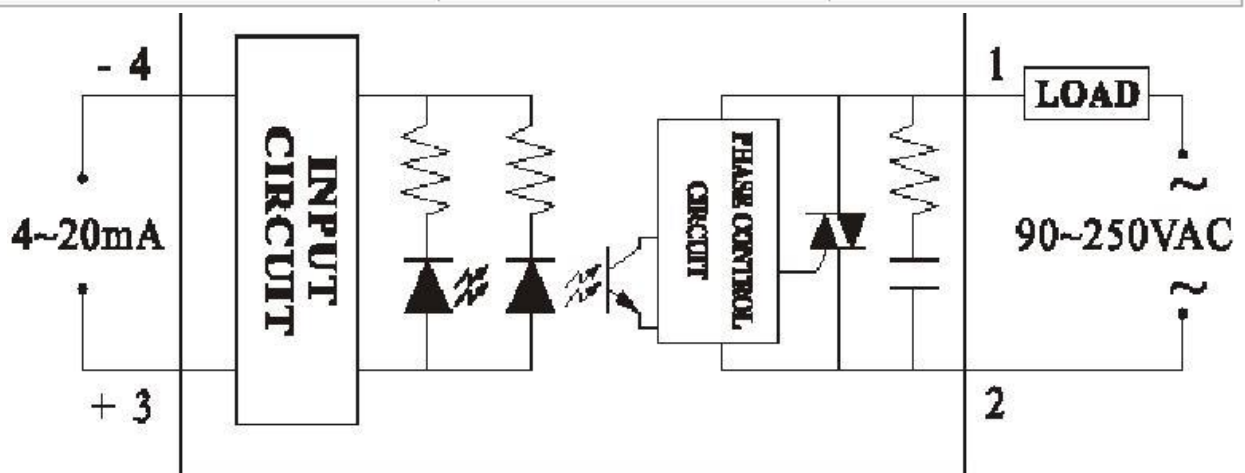 - 4
1
LOAD
INPUT
CIRCUIT
PHASE CONTROL
CIRCUIT
4~20mA
~
90~250VAC
~
+ 3
2